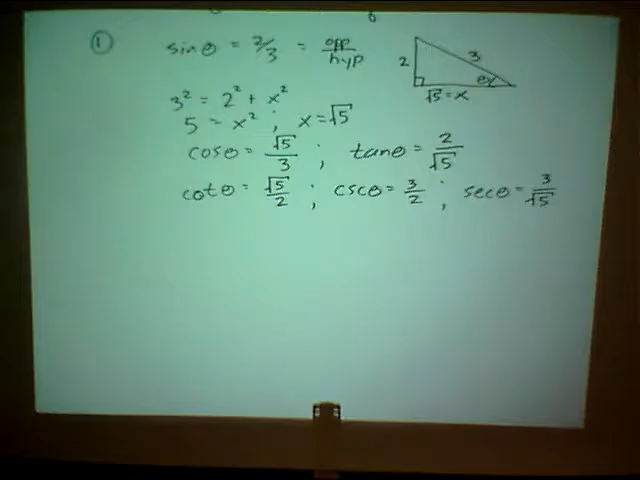 ① sinθ = 2/3 = opp/hyp
2 3 θ
√5 = x
3² = 2² + x²
5 = x² ; x = √5
cosθ = √5/3 ; tanθ = 2/√5
cotθ = √5/2 ; cscθ = 3/2 ; secθ = 3/√5